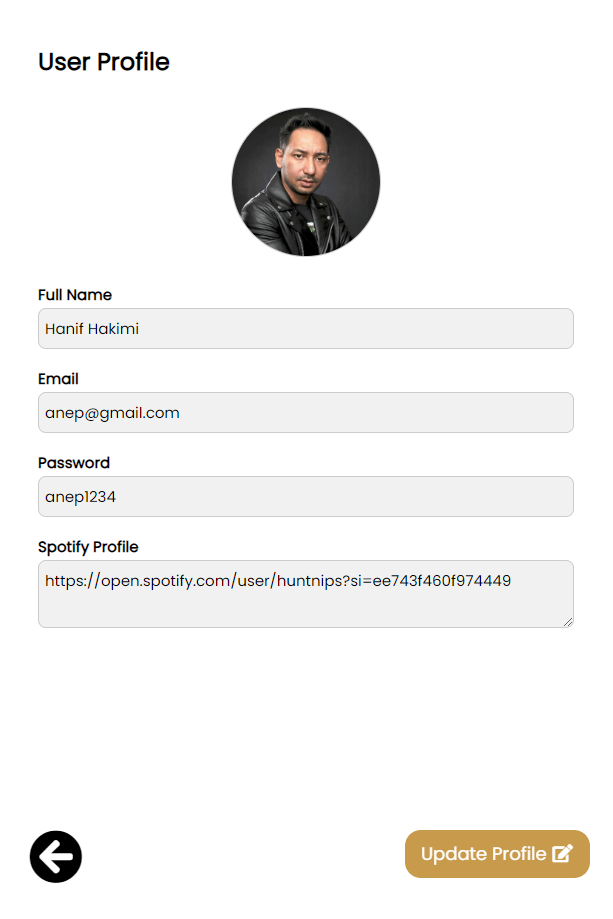 User Profile
Full Name
Hanif Hakimi
Email
anep@gmail.com
Password
anep1234
Spotify Profile
https://open.spotify.com/user/huntnips?si=ee743f460f974449
Update Profile